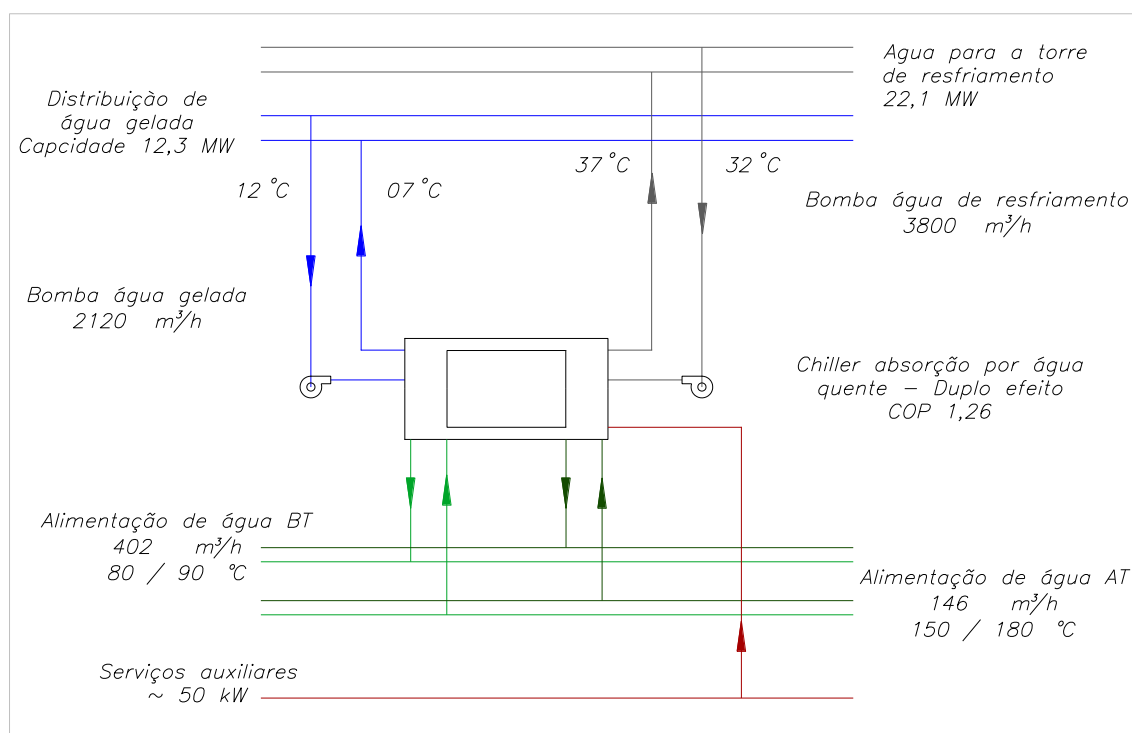 Agua para a torre
de resfriamento
22,1 MW
Distribuição de
água gelada
Capcidade 12,3 MW
12 °C
07 °C
37 °C
32 °C
Bomba água de resfriamento
3800 m³/h
Bomba água gelada
2120 m³/h
Chiller absorção por água
quente – Duplo efeito
COP 1,26
Alimentação de água BT
402 m³/h
80 / 90 °C
Alimentação de água AT
146 m³/h
150 / 180 °C
Serviços auxiliares
~ 50 kW